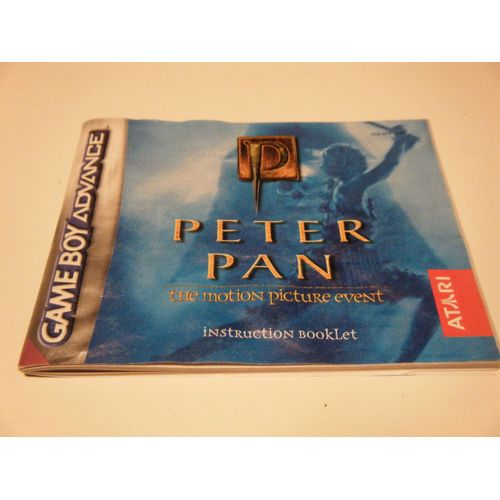 GAME BOY ADVANCE
P
PETER
PAN
the motion picture event
INSTRUCTION BOOKLET
ATARI